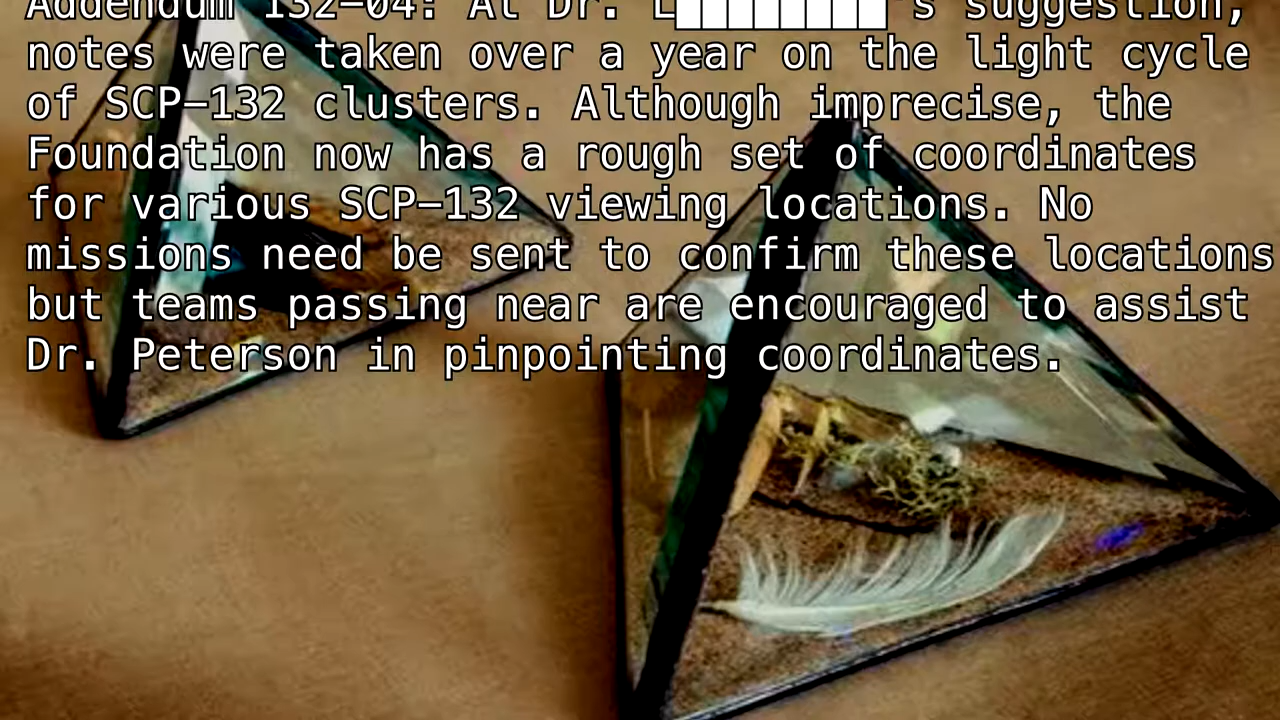 Addendum 132–04: At Dr. L████████'s suggestion,
notes were taken over a year on the light cycle
of SCP–132 clusters. Although imprecise, the
Foundation now has a rough set of coordinates
for various SCP–132 viewing locations. No
missions need be sent to confirm these locations
but teams passing near are encouraged to assist
Dr. Peterson in pinpointing coordinates.